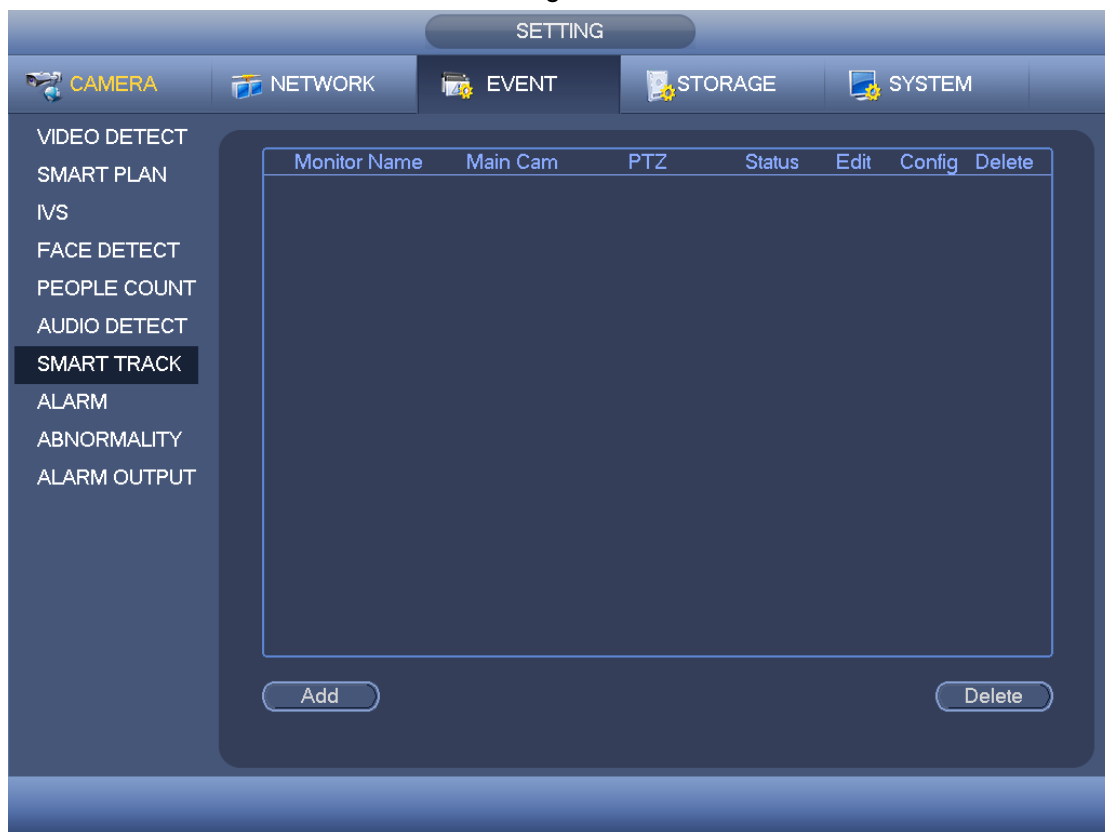 SETTING
CAMERA NETWORK EVENT STORAGE SYSTEM
VIDEO DETECT
SMART PLAN
IVS
FACE DETECT
PEOPLE COUNT
AUDIO DETECT
SMART TRACK
ALARM
ABNORMALITY
ALARM OUTPUT
Monitor Name Main Cam PTZ Status Edit Config Delete
Add Delete